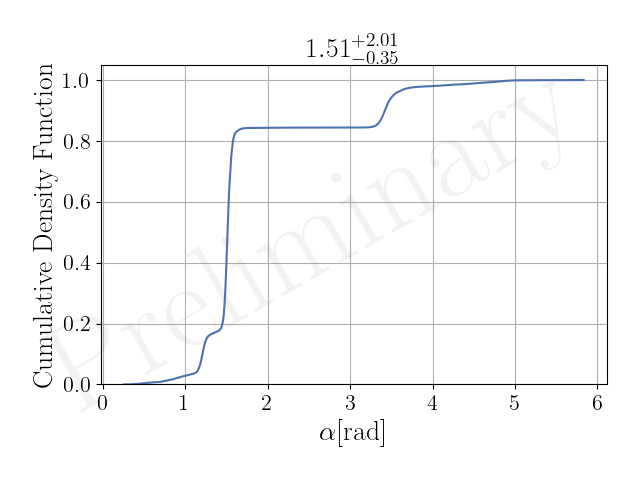 1.51^{+2.01}_{-0.35}
Cumulative Density Function
1.0
0.8
0.6
0.4
0.2
0.0
0 1 2 3 4 5 6
α[rad]
Preliminary